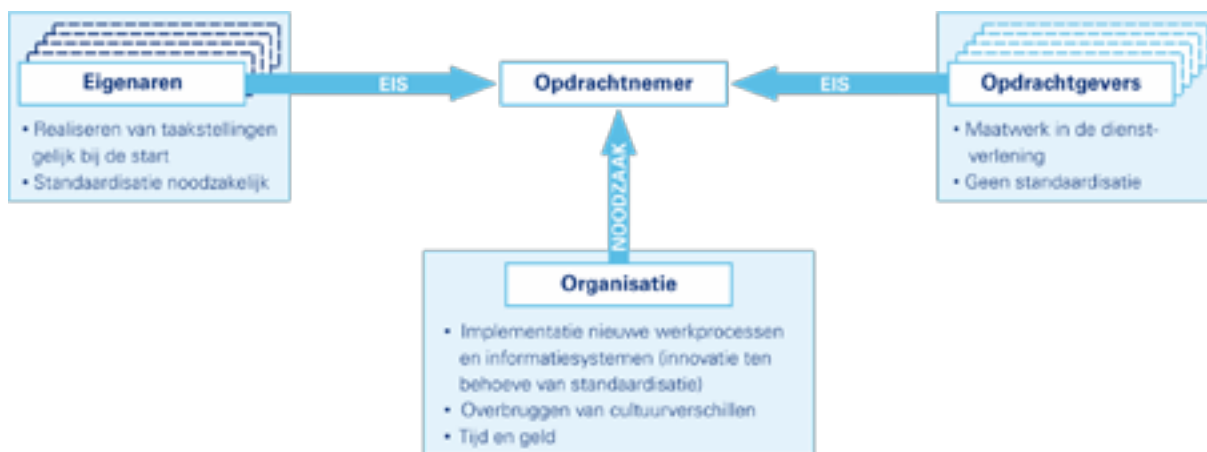 Eigenaren
EIS
• Realiseren van taakstellingen
gelijk bij de start
• Standaardisatie noodzakelijk
Opdrachtnemer
EIS
Opdrachtgevers
• Maatwerk in de dienst-
verlening
• Geen standaardisatie
NOODZAAK
Organisatie
• Implementatie nieuwe werkprocessen
en informatiesystemen (innovatie ten
behoeve van standaardisatie)
• Overbruggen van cultuurverschillen
• Tijd en geld